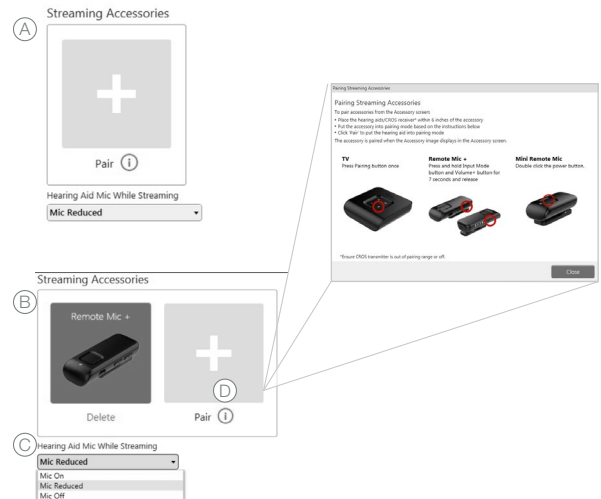 Streaming Accessories
A
Pair i
Hearing Aid Mic While Streaming
Mic Reduced
Streaming Accessories
B
Remote Mic +
D
Delete
Pair i
C
Hearing Aid Mic While Streaming
Mic Reduced
Mic On
Mic Reduced
Mic Off
Pairing Streaming Accessories
Pairing Streaming Accessories
To pair accessories from the Accessory screen:
• Place the hearing aids/CROS receiver* within 6 inches of the accessory
• Put the accessory into pairing mode based on the instructions below
• Click 'Pair' to put the hearing aid into pairing mode
The accessory is paired when the Accessory image displays in the Accessory screen.
TV
Press Pairing button once
Remote Mic +
Press and hold Input Mode
button and Volume+ button for
7 seconds and release
Mini Remote Mic
Double click the power button.
*Ensure CROS transmitter is out of pairing range or off.
Close